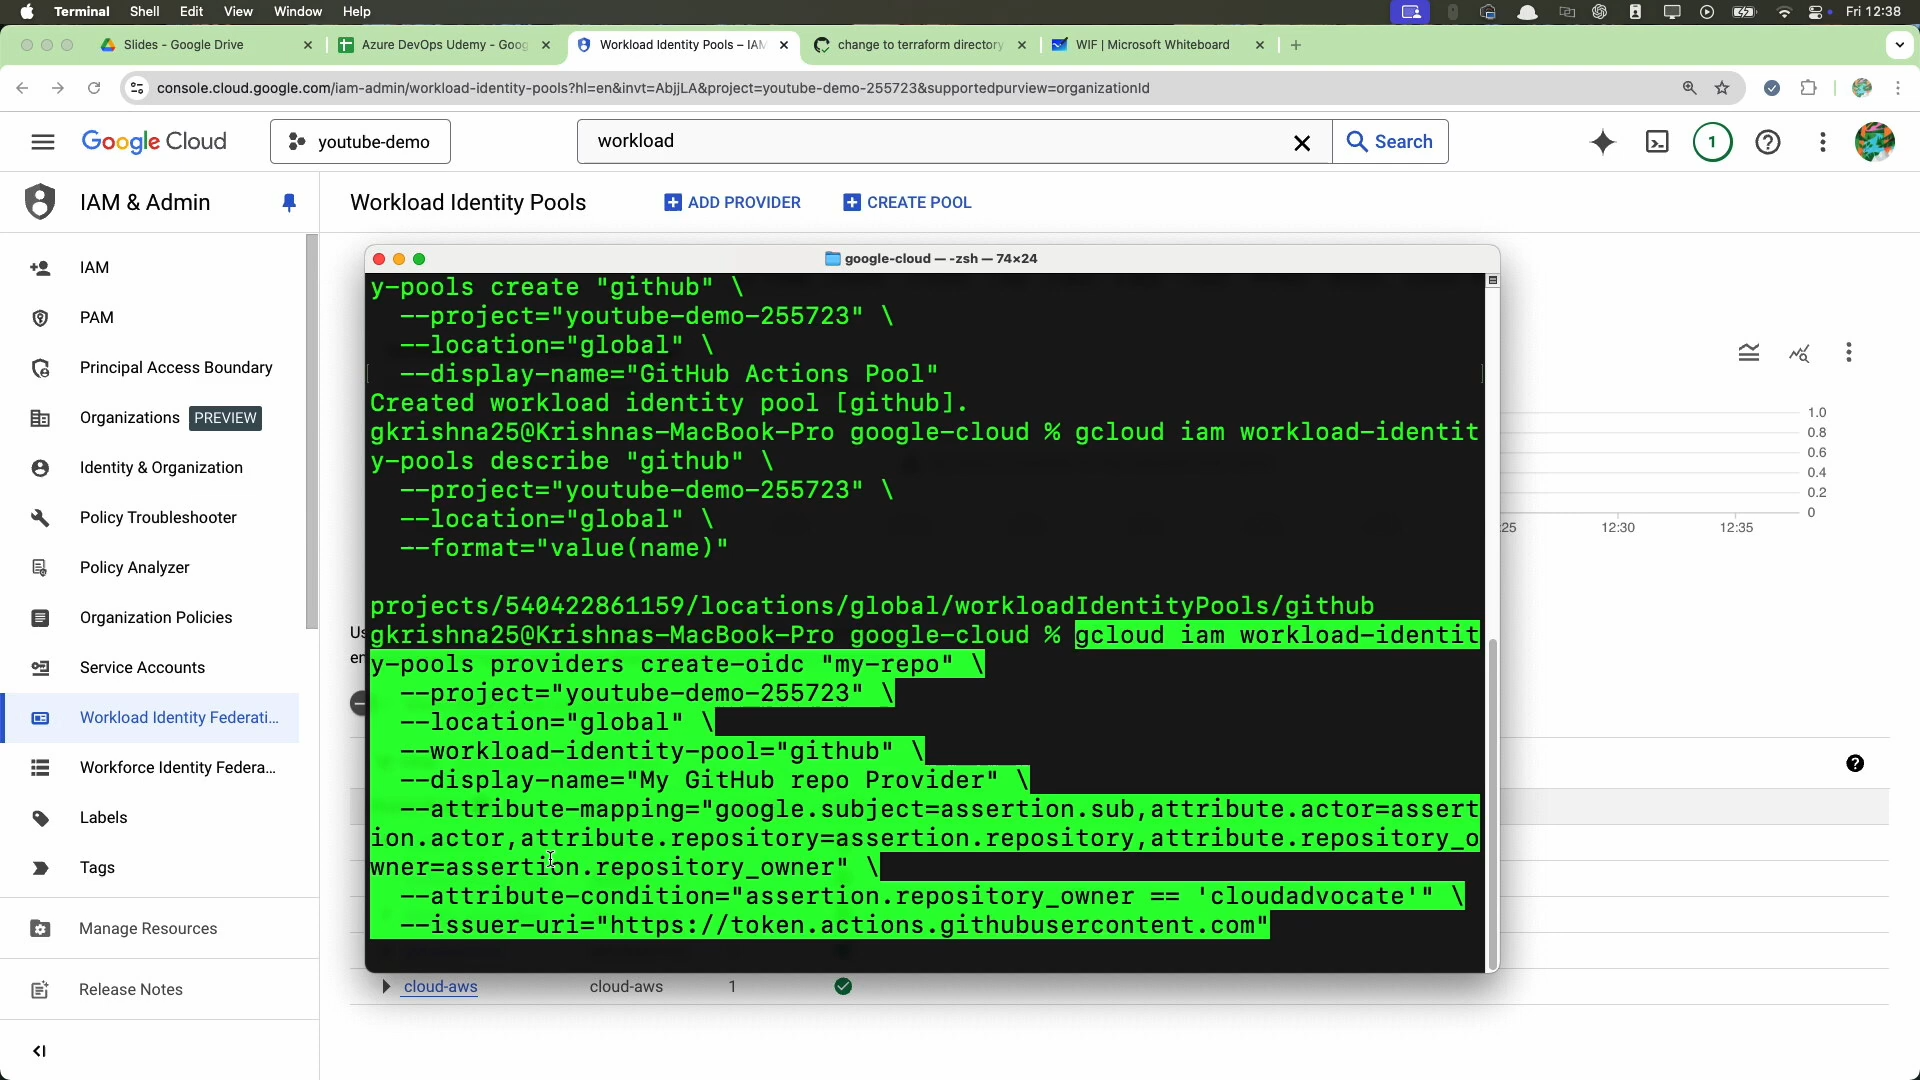 Terminal Shell Edit View Window Help Fri 12:38
Slides - Google Drive
Azure DevOps Udemy - Goog
Workload Identity Pools – IAM
change to terraform directory
WIF | Microsoft Whiteboard
console.cloud.google.com/iam-admin/workload-identity-pools?hl=en&invt=AbjjLA&project=youtube-demo-255723&supportedpurview=organizationId
Google Cloud
youtube-demo
workload
Search
1
IAM & Admin
Workload Identity Pools
ADD PROVIDER
CREATE POOL
IAM
PAM
Principal Access Boundary
Organizations PREVIEW
Identity & Organization
Policy Troubleshooter
Policy Analyzer
Organization Policies
Service Accounts
Workload Identity Federati...
Workforce Identity Federa...
Labels
Tags
Manage Resources
Release Notes
google-cloud — -zsh — 74×24
y-pools create "github" \
--project="youtube-demo-255723" \
--location="global" \
--display-name="GitHub Actions Pool"
Created workload identity pool [github].
gkrishna25@Krishnas-MacBook-Pro google-cloud % gcloud iam workload-identit
y-pools describe "github" \
--project="youtube-demo-255723" \
--location="global" \
--format="value(name)"
projects/540422861159/locations/global/workloadIdentityPools/github
gkrishna25@Krishnas-MacBook-Pro google-cloud % gcloud iam workload-identit
y-pools providers create-oidc "my-repo" \
--project="youtube-demo-255723" \
--location="global" \
--workload-identity-pool="github" \
--display-name="My GitHub repo Provider" \
--attribute-mapping="google.subject=assertion.sub,attribute.actor=assert
ion.actor,attribute.repository=assertion.repository,attribute.repository_o
wner=assertion.repository_owner" \
--attribute-condition="assertion.repository_owner == 'cloudadvocate'" \
--issuer-uri="https://token.actions.githubusercontent.com"
1.0
0.8
0.6
0.4
0.2
0
:25
12:30
12:35
cloud-aws cloud-aws 1